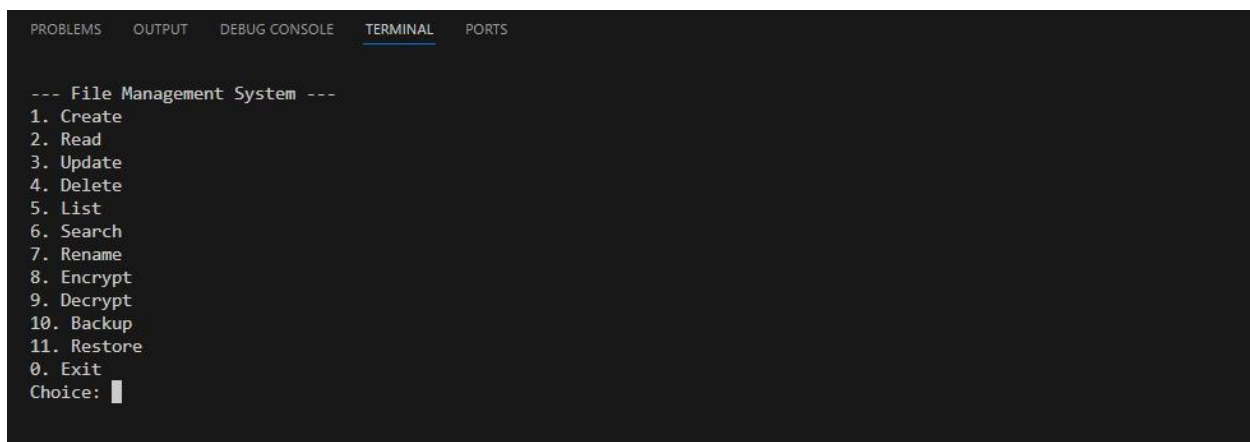 PROBLEMS OUTPUT DEBUG CONSOLE TERMINAL PORTS
--- File Management System ---
1. Create
2. Read
3. Update
4. Delete
5. List
6. Search
7. Rename
8. Encrypt
9. Decrypt
10. Backup
11. Restore
0. Exit
Choice: